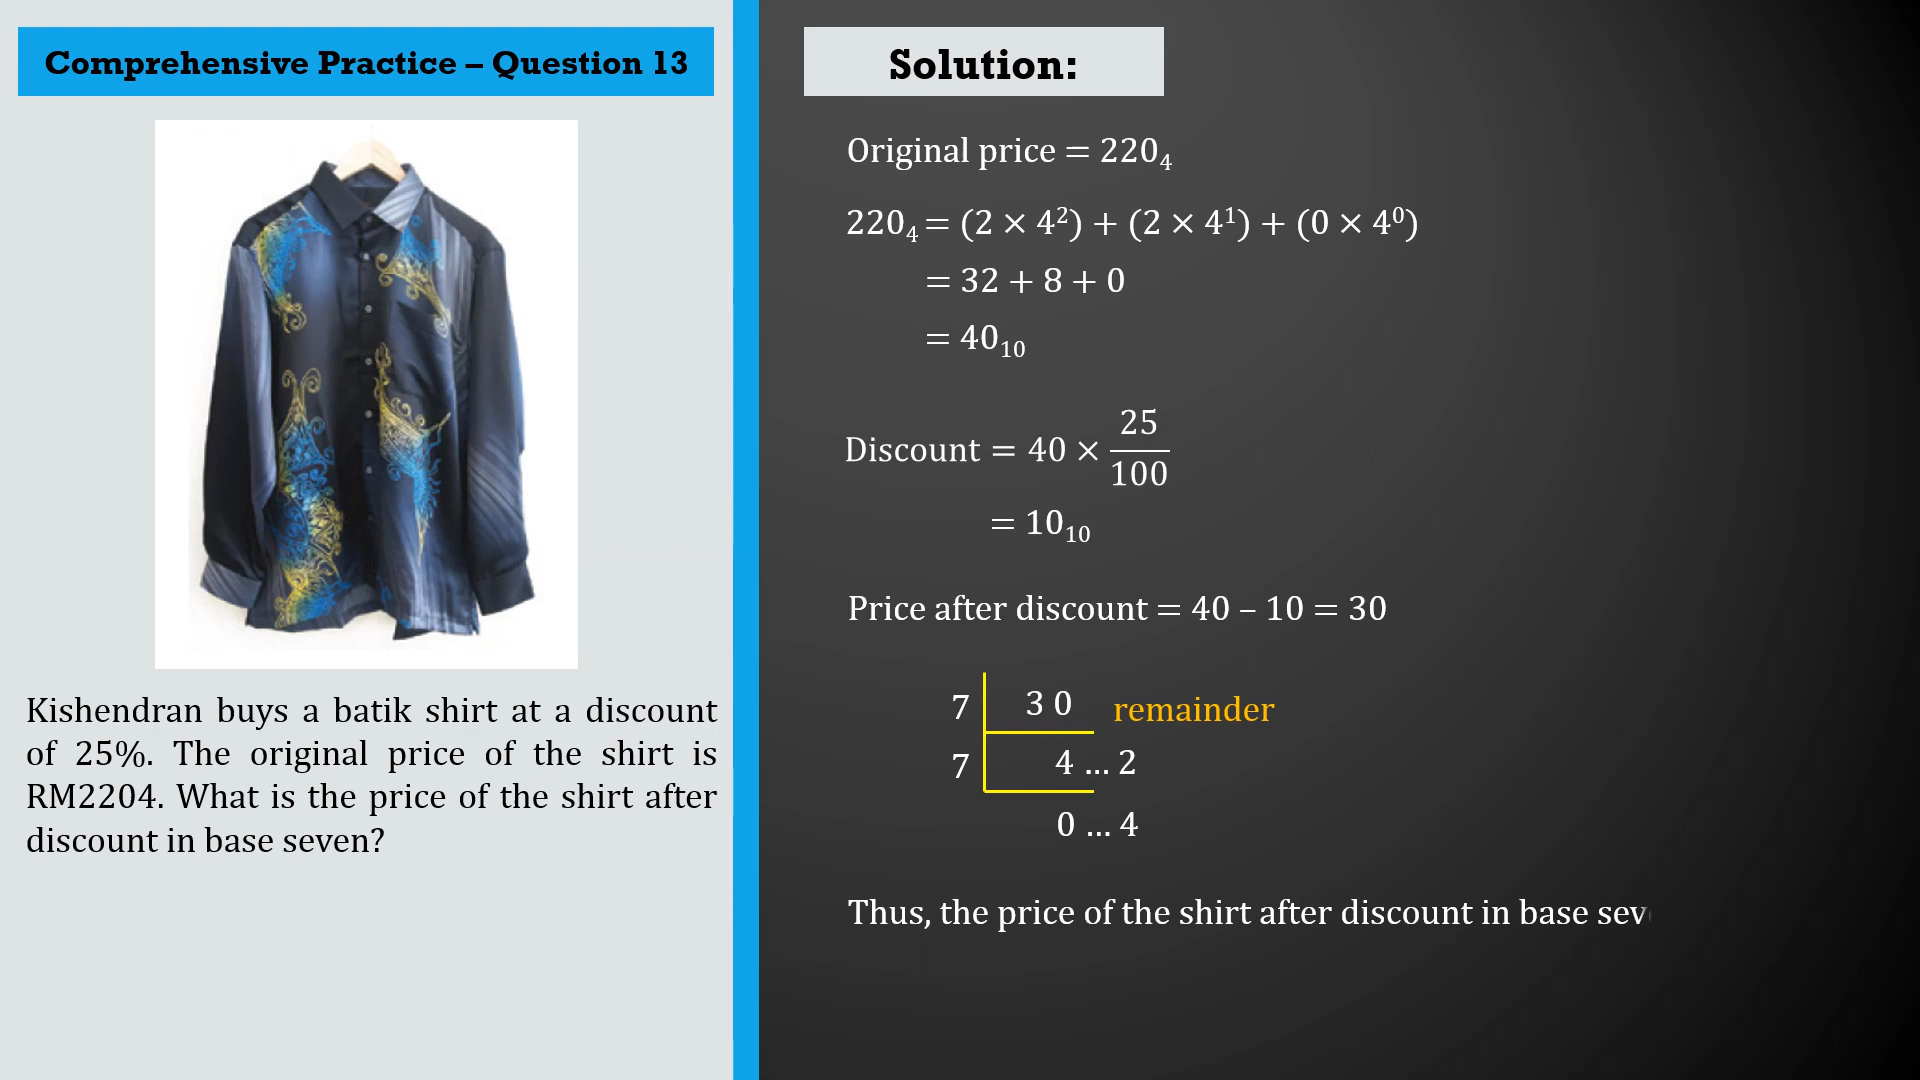 Comprehensive Practice – Question 13
Kishendran buys a batik shirt at a discount
of 25%. The original price of the shirt is
RM2204. What is the price of the shirt after
discount in base seven?
Solution:
Original price = 220₄
220₄ = (2 × 4²) + (2 × 4¹) + (0 × 4⁰)
= 32 + 8 + 0
= 40₁₀
Discount = 40 × 25/100
= 10₁₀
Price after discount = 40 – 10 = 30
7 3 0 remainder
7 4 ... 2
0 ... 4
Thus, the price of the shirt after discount in base